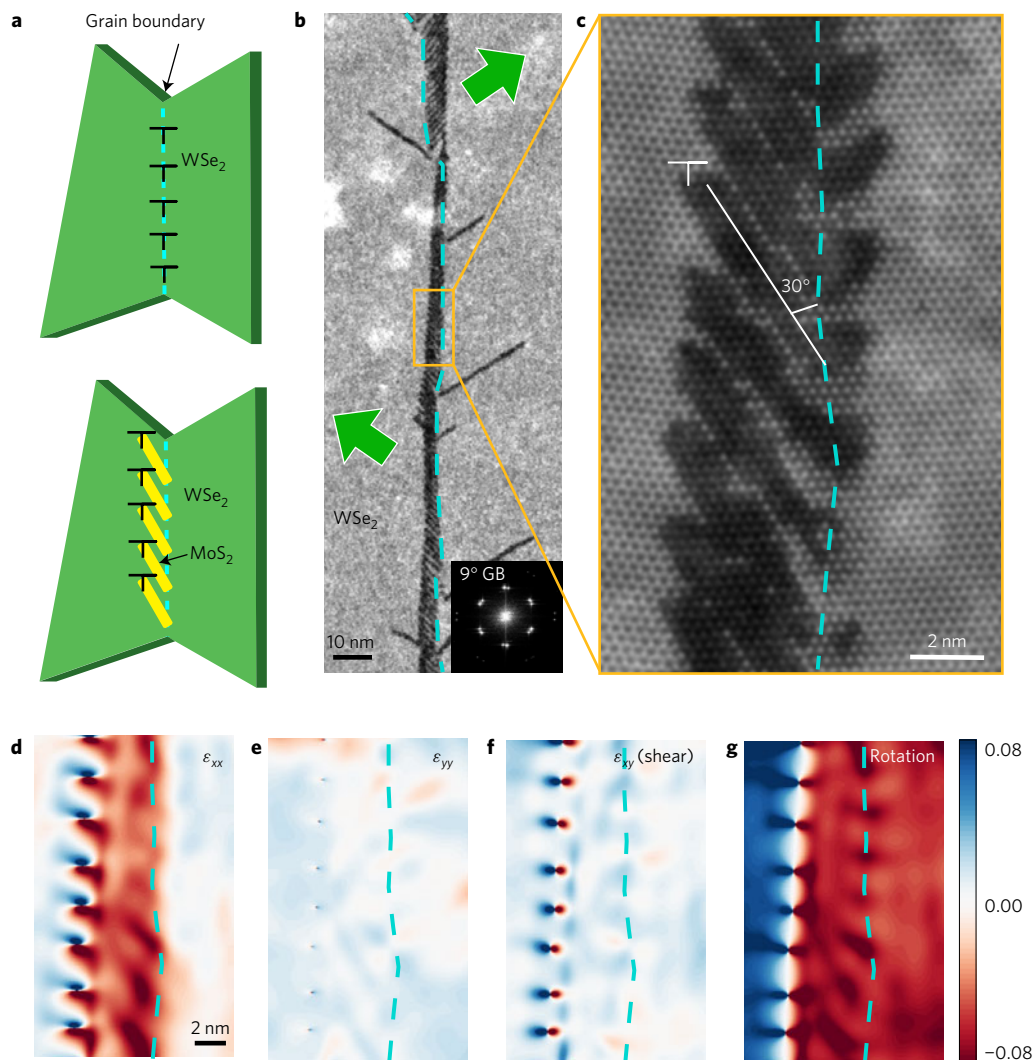 a
Grain boundary
WSe₂
WSe₂
MoS₂
b
WSe₂
9° GB
10 nm
c
30°
2 nm
d
εxx
2 nm
e
εyy
f
εxy (shear)
g
Rotation
0.08
0.00
−0.08